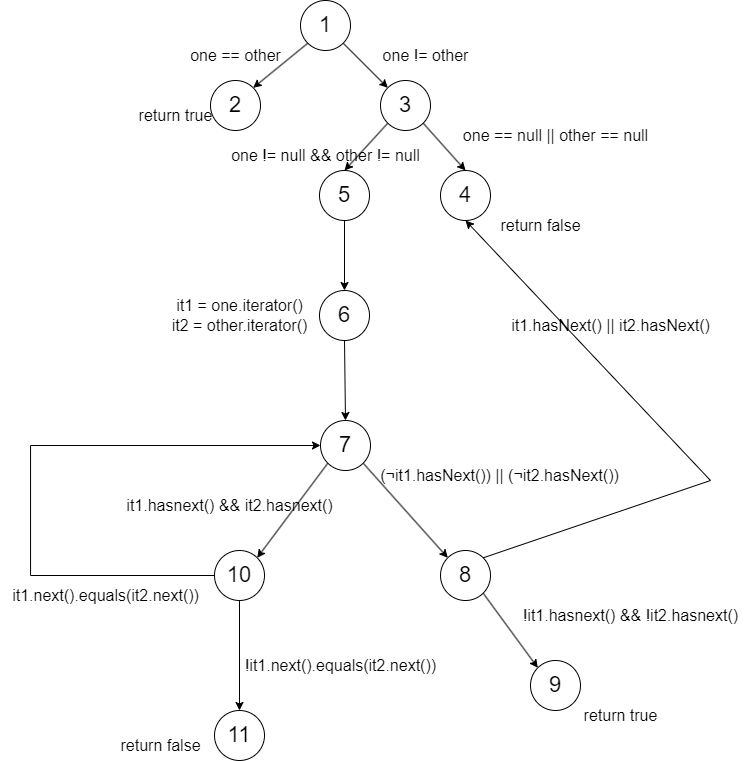 1
one == other
one != other
2
return true
3
one == null || other == null
one != null && other != null
5
4
return false
it1 = one.iterator()
it2 = other.iterator()
6
it1.hasNext() || it2.hasNext()
7
(¬it1.hasNext()) || (¬it2.hasNext())
it1.hasnext() && it2.hasnext()
10
8
it1.next().equals(it2.next())
!it1.hasnext() && !it2.hasnext()
!it1.next().equals(it2.next())
9
return true
11
return false